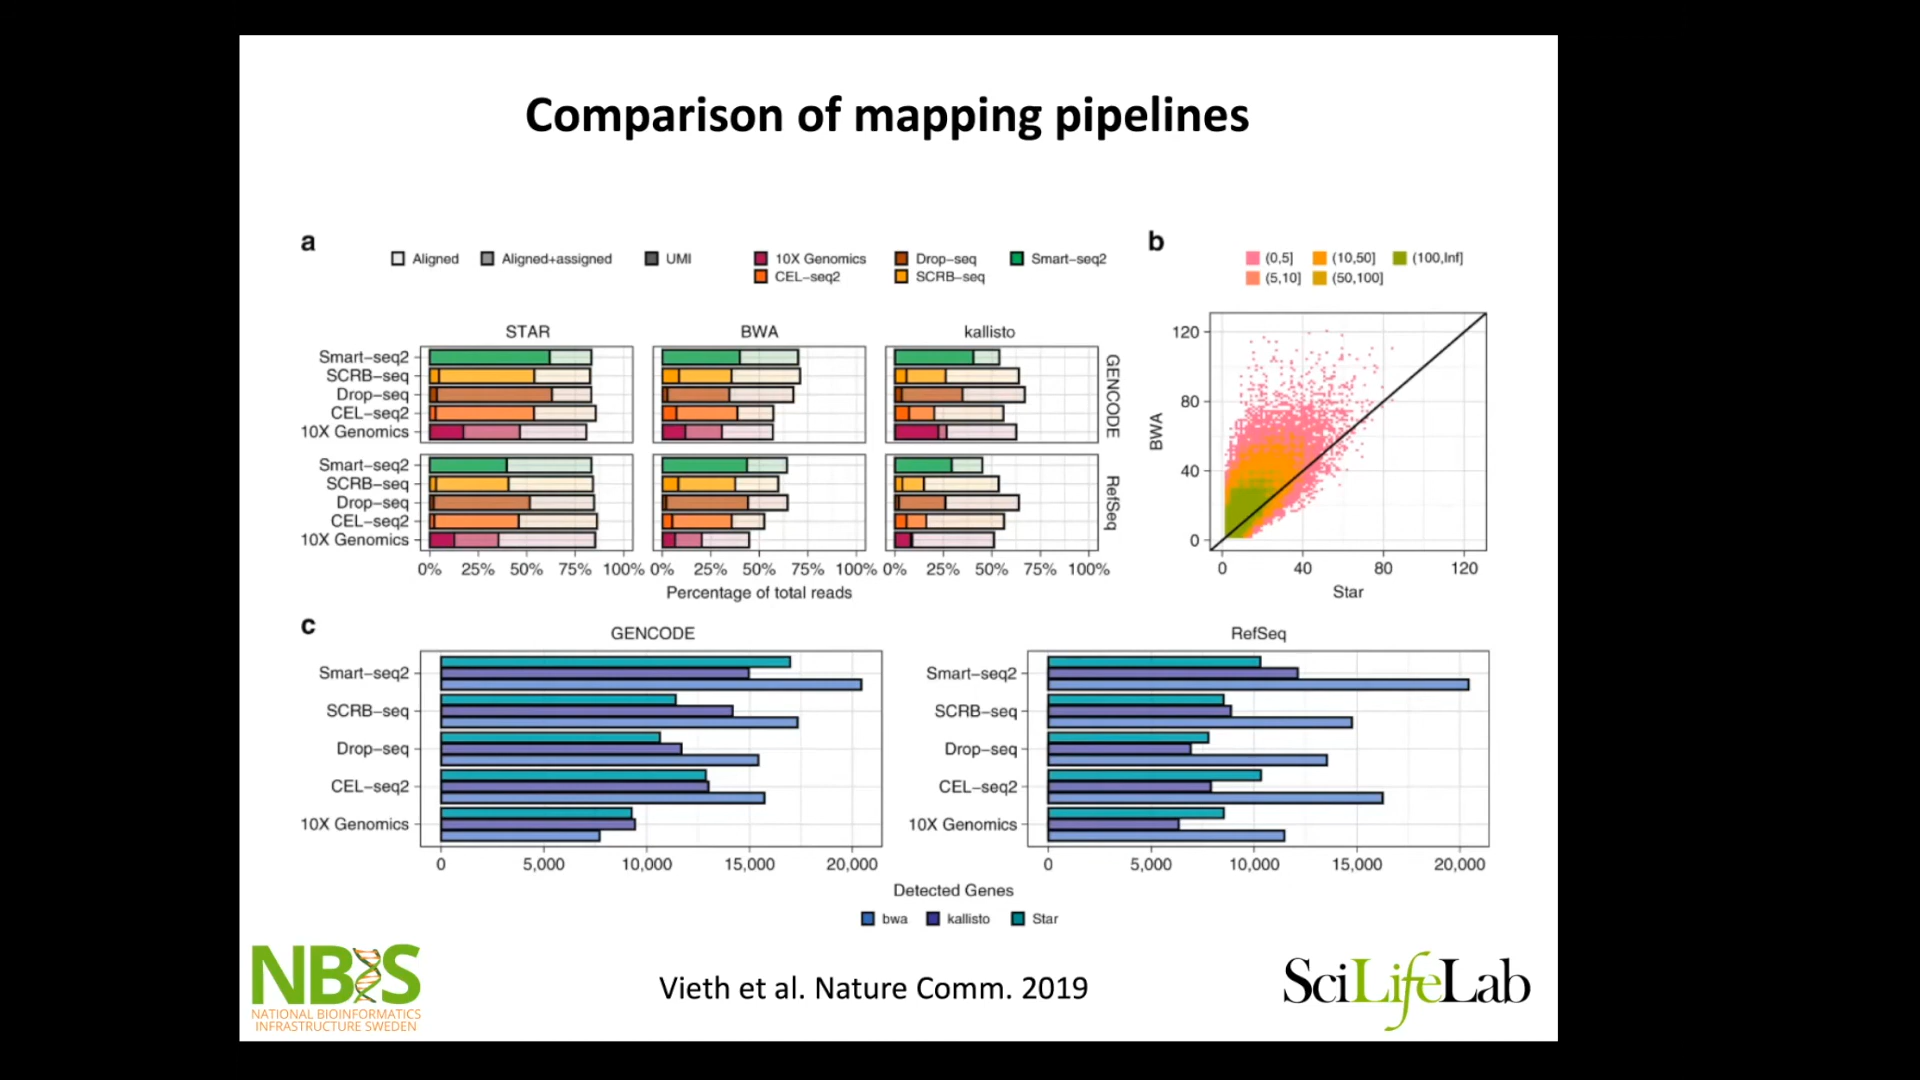 Comparison of mapping pipelines
a
Aligned Aligned+assigned UMI 10X Genomics Drop-seq Smart-seq2
CEL-seq2 SCRB-seq
STAR BWA kallisto
Smart-seq2
SCRB-seq
Drop-seq
CEL-seq2
10X Genomics
GENCODE
Smart-seq2
SCRB-seq
Drop-seq
CEL-seq2
10X Genomics
RefSeq
0% 25% 50% 75% 100% 0% 25% 50% 75% 100% 0% 25% 50% 75% 100%
Percentage of total reads
b
(0,5] (10,50] (100,Inf]
(5,10] (50,100]
120
80
40
0
BWA
0 40 80 120
Star
c
GENCODE
Smart-seq2
SCRB-seq
Drop-seq
CEL-seq2
10X Genomics
0 5,000 10,000 15,000 20,000
RefSeq
Smart-seq2
SCRB-seq
Drop-seq
CEL-seq2
10X Genomics
0 5,000 10,000 15,000 20,000
Detected Genes
bwa kallisto Star
NBIS
NATIONAL BIOINFORMATICS
INFRASTRUCTURE SWEDEN
Vieth et al. Nature Comm. 2019
SciLifeLab